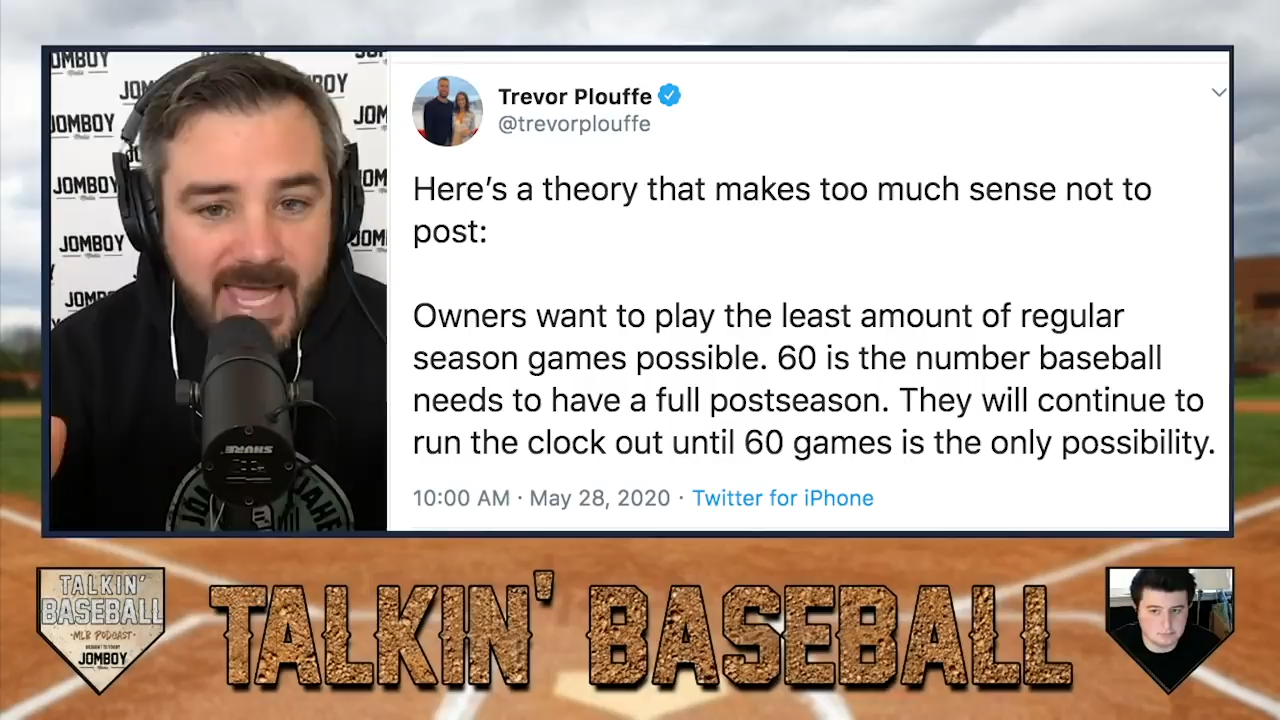 JOMBOY
JOMBOY
JOMBOY
JOMBOY
SHURE
Trevor Plouffe
@trevorplouffe
Here’s a theory that makes too much sense not to
post:
Owners want to play the least amount of regular
season games possible. 60 is the number baseball
needs to have a full postseason. They will continue to
run the clock out until 60 games is the only possibility.
10:00 AM · May 28, 2020 · Twitter for iPhone
TALKIN'
BASEBALL
·MLB PODCAST·
JOMBOY
Media
TALKIN' BASEBALL